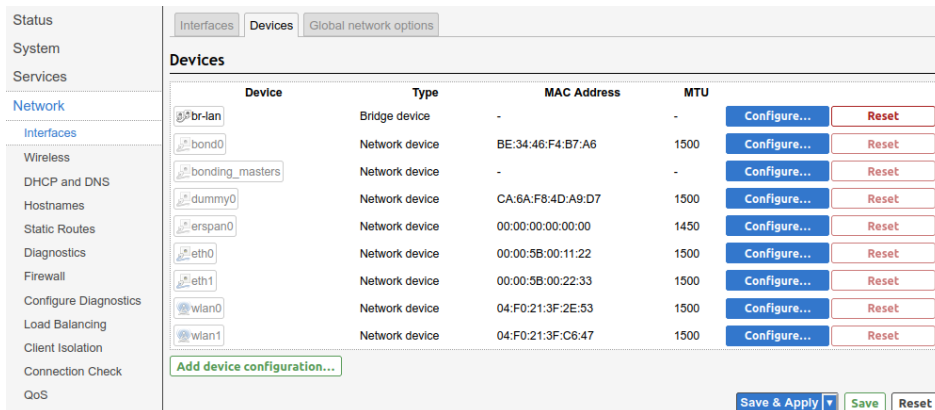 Status
System
Services
Network
Interfaces
Wireless
DHCP and DNS
Hostnames
Static Routes
Diagnostics
Firewall
Configure Diagnostics
Load Balancing
Client Isolation
Connection Check
QoS
Interfaces Devices Global network options
Devices
Device Type MAC Address MTU
br-lan Bridge device - - Configure... Reset
bond0 Network device BE:34:46:F4:B7:A6 1500 Configure... Reset
bonding_masters Network device - - Configure... Reset
dummy0 Network device CA:6A:F8:4D:A9:D7 1500 Configure... Reset
erspan0 Network device 00:00:00:00:00:00 1450 Configure... Reset
eth0 Network device 00:00:5B:00:11:22 1500 Configure... Reset
eth1 Network device 00:00:5B:00:22:33 1500 Configure... Reset
wlan0 Network device 04:F0:21:3F:2E:53 1500 Configure... Reset
wlan1 Network device 04:F0:21:3F:C6:47 1500 Configure... Reset
Add device configuration...
Save & Apply Save Reset